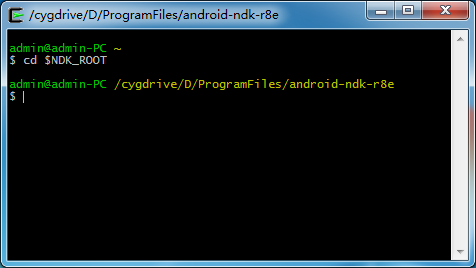 /cygdrive/D/ProgramFiles/android-ndk-r8e
admin@admin-PC ~
$ cd $NDK_ROOT
admin@admin-PC /cygdrive/D/ProgramFiles/android-ndk-r8e
$